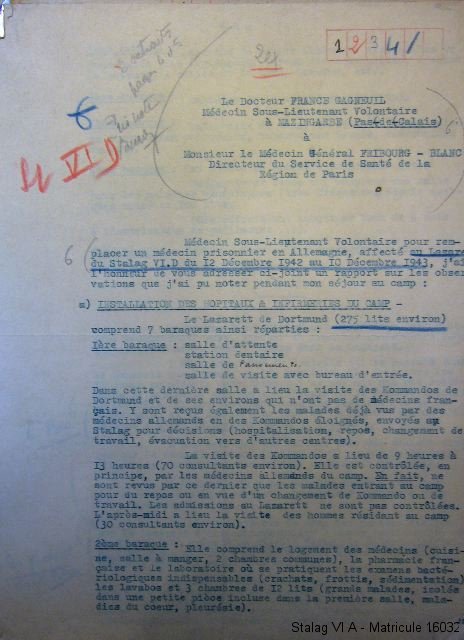 1 2 3 4 /
2ex
6
St VI D
Le Docteur FRANCE GAGNEUIL
Médecin Sous-Lieutenant Volontaire
à MAZINGARBE (Pas-de-Calais)
à
Monsieur le Médecin Général FRIBOURG - BLANC
Directeur du Service de Santé de la
Région de Paris
6
Médecin Sous-Lieutenant Volontaire pour rem-
placer un médecin prisonnier en Allemagne, affecté au Lazaret
du Stalag VI,D du 12 Décembre 1942 au 10 Décembre 1943, j'ai
l'honneur de vous adresser ci-joint un rapport sur les obser
vations que j'ai pu noter pendant mon séjour au camp :
a) INSTALLATION DES HOPITAUX & INFIRMERIES DU CAMP -
Le Lazarett de Dortmund (275 lits environ)
comprend 7 baraques ainsi réparties :
1ère baraque : salle d'attente
station dentaire
salle de Pansements.
salle de visite avec bureau d'entrée.
Dans cette dernière salle a lieu la visite des Kommandos de
Dortmund et de ses environs qui n'ont pas de médecins fran-
çais. Y sont reçus également les malades déjà vus par des
médecins allemands en des Kommandos éloignés, envoyés au
Stalag pour décisions (hospitalisation, repos, changement de
travail, évacuation vers d'autres centres).
La visite des Kommandos a lieu de 9 heures à
13 heures (70 consultants environ). Elle est contrôlée, en
principe, par les médecins allemands du camp. En fait, ne
sont revus par ce dernier que les malades entrant au camp
pour du repos ou en vue d'un changement de Kommando ou de
travail. Les admissions au Lazarett ne sont pas contrôlées.
L'après-midi a lieu la visite des hommes résidant au camp
(30 consultants environ).
2ème baraque : Elle comprend le logement des médecins (cuisi-
ne, salle à manger, 2 chambres communes), la pharmacie fran-
çaise et le laboratoire où se pratiquent les examens bacté-
riologiques indispensables (crachats, frottis, sédimentation)
les lavabos et 3 chambres de 12 lits (grands malades, isolés
dans une petite pièce incluse dans la première salle, mala-
dies du coeur, pleurésie).
Stalag VI A - Matricule 16032